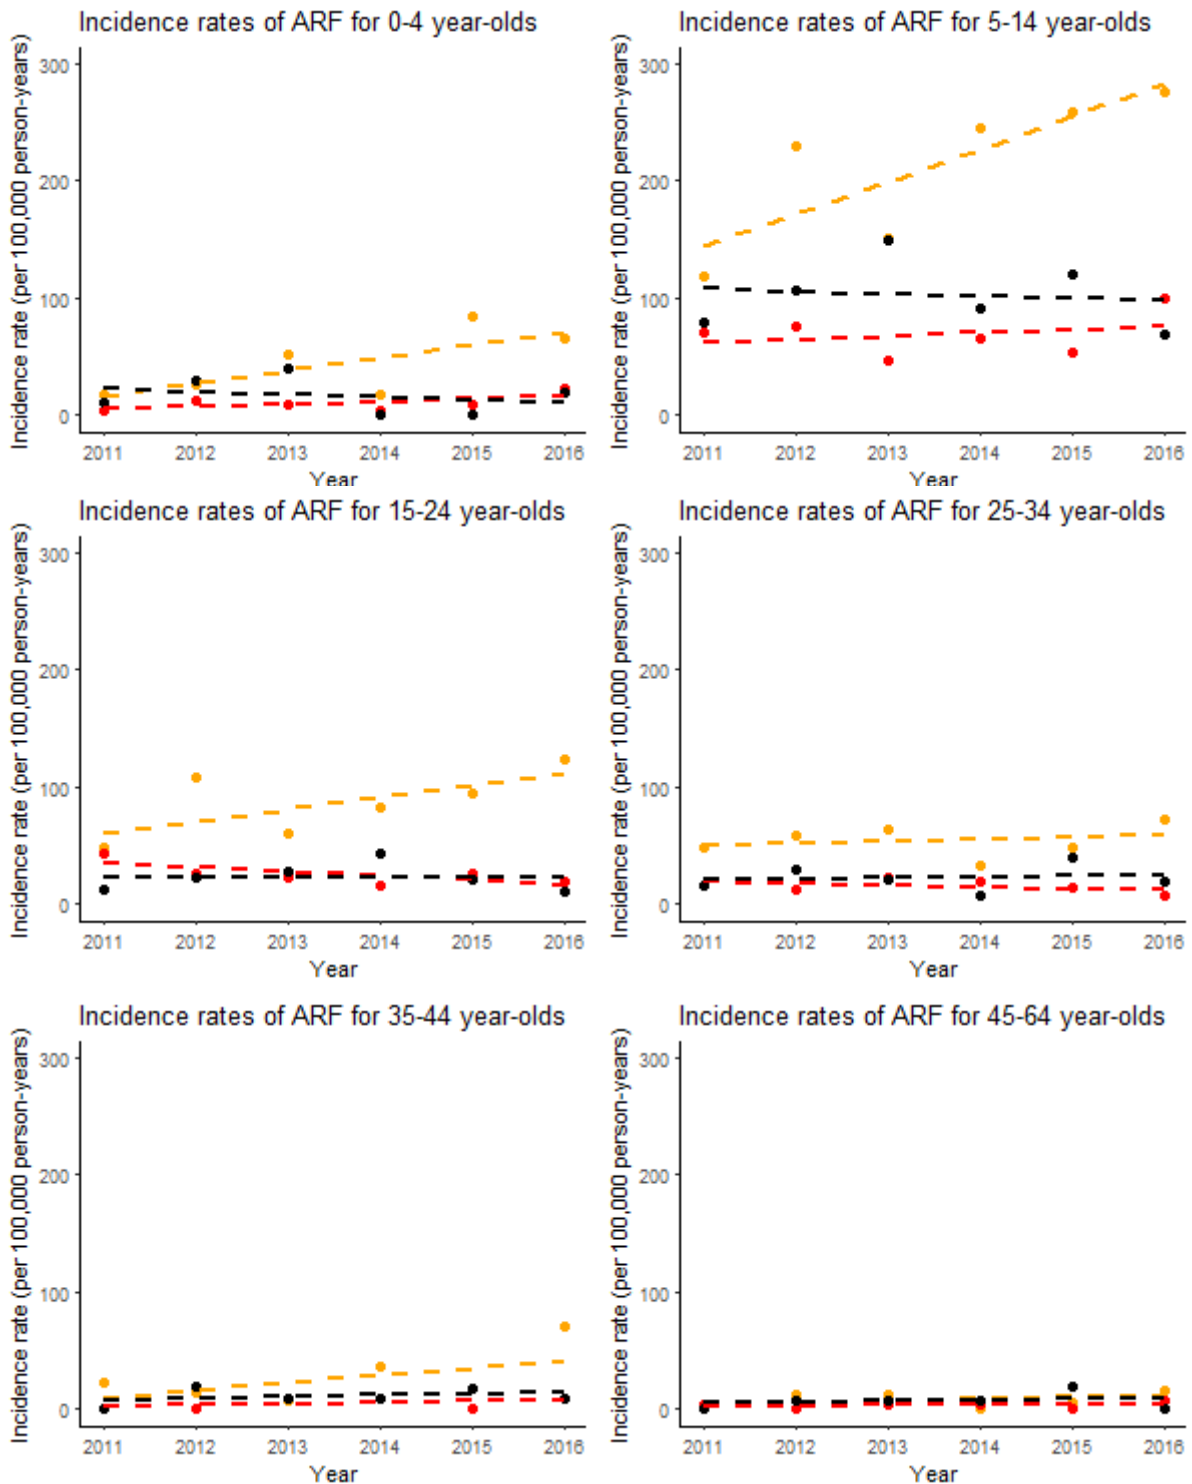 Incidence rates of ARF for 0-4 year-olds
Incidence rate (per 100,000 person-years)
300
200
100
0
2011 2012 2013 2014 2015 2016
Year
Incidence rates of ARF for 5-14 year-olds
Incidence rate (per 100,000 person-years)
300
200
100
0
2011 2012 2013 2014 2015 2016
Year
Incidence rates of ARF for 15-24 year-olds
Incidence rate (per 100,000 person-years)
300
200
100
0
2011 2012 2013 2014 2015 2016
Year
Incidence rates of ARF for 25-34 year-olds
Incidence rate (per 100,000 person-years)
300
200
100
0
2011 2012 2013 2014 2015 2016
Year
Incidence rates of ARF for 35-44 year-olds
Incidence rate (per 100,000 person-years)
300
200
100
0
2011 2012 2013 2014 2015 2016
Year
Incidence rates of ARF for 45-64 year-olds
Incidence rate (per 100,000 person-years)
300
200
100
0
2011 2012 2013 2014 2015 2016
Year